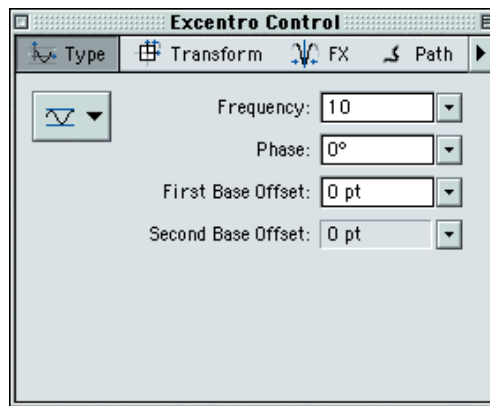 Excentro Control
Type Transform FX Path
Frequency: 10
Phase: 0°
First Base Offset: 0 pt
Second Base Offset: 0 pt